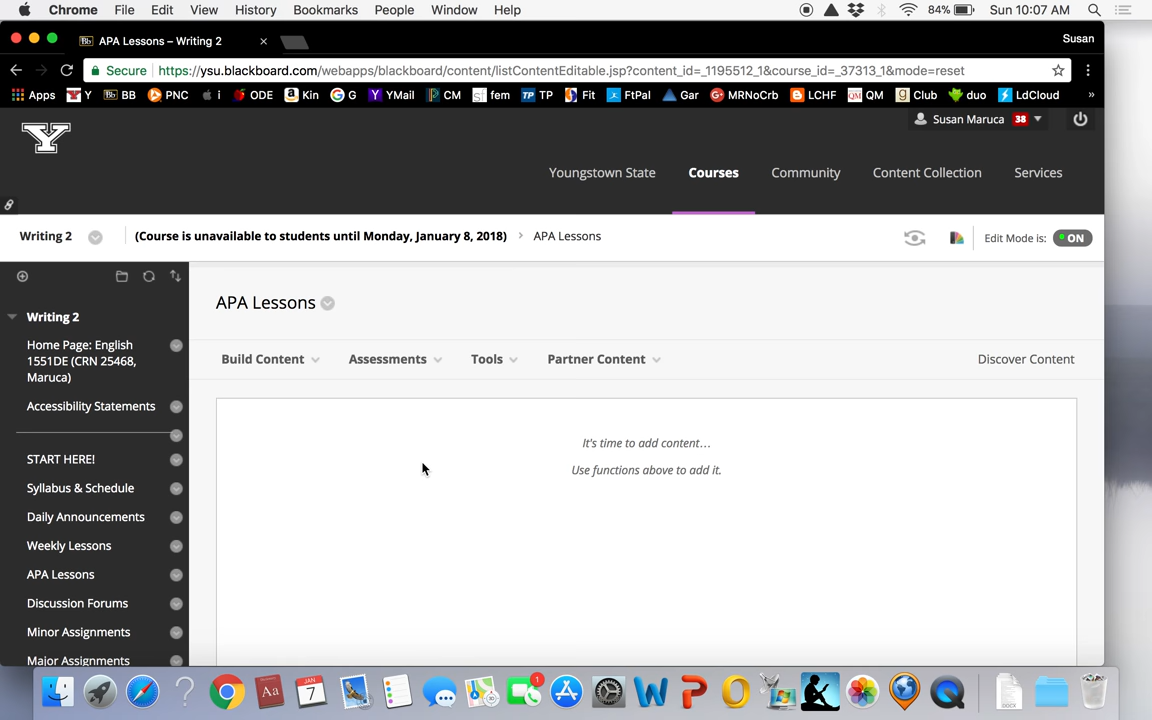 Chrome File Edit View History Bookmarks People Window Help 84% Sun 10:07 AM
APA Lessons – Writing 2 Susan
Secure https://ysu.blackboard.com/webapps/blackboard/content/listContentEditable.jsp?content_id=_1195512_1&course_id=_37313_1&mode=reset
Apps Y BB PNC i ODE Kin G YMail CM fem TP Fit FtPal Gar MRNoCrb LCHF QM Club duo LdCloud »
Susan Maruca 38
Y
Youngstown State Courses Community Content Collection Services
Writing 2 (Course is unavailable to students until Monday, January 8, 2018) > APA Lessons Edit Mode is: ON
APA Lessons
Writing 2
Build Content Assessments Tools Partner Content Discover Content
Home Page: English
1551DE (CRN 25468,
Maruca)
Accessibility Statements
It's time to add content…
Use functions above to add it.
START HERE!
Syllabus & Schedule
Daily Announcements
Weekly Lessons
APA Lessons
Discussion Forums
Minor Assignments
Major Assignments
Aa JAN 7 1 W P O DOCX